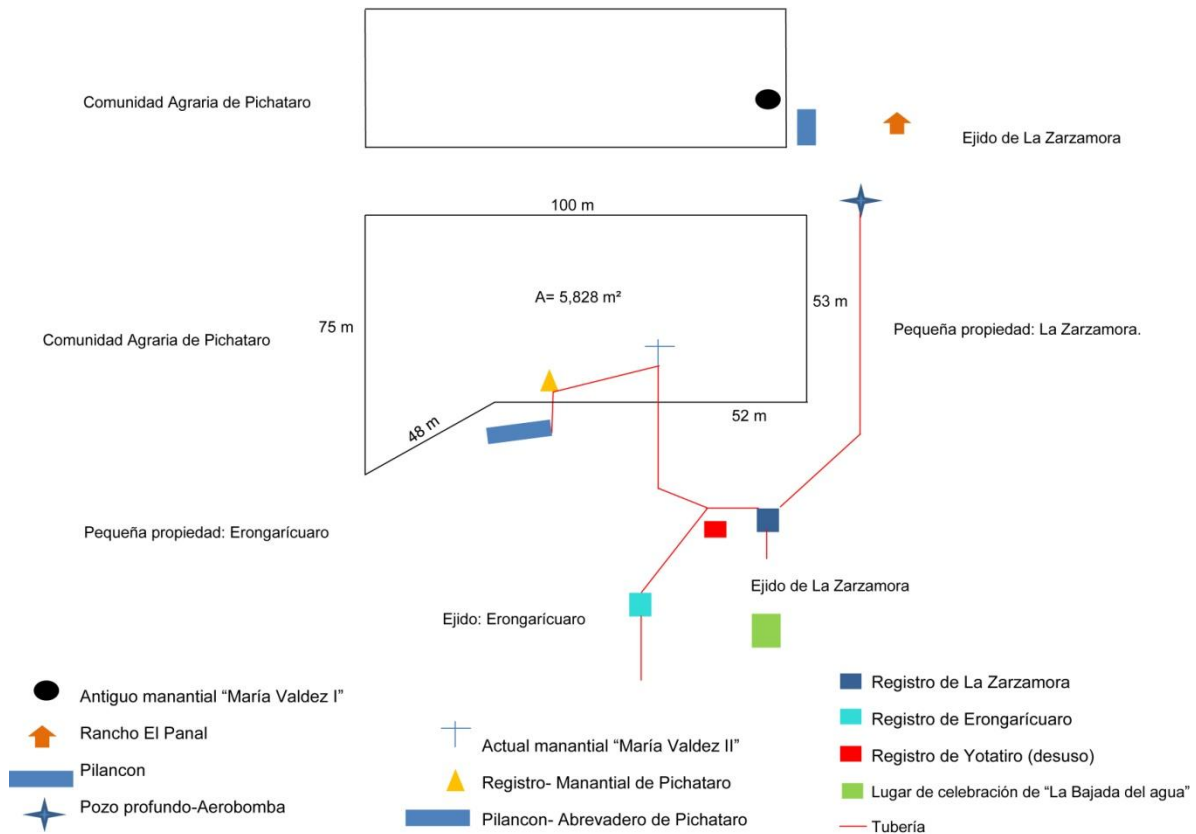 Comunidad Agraria de Pichataro
Ejido de La Zarzamora
100 m
A= 5,828 m²
53 m
75 m
Comunidad Agraria de Pichataro
Pequeña propiedad: La Zarzamora.
52 m
48 m
Pequeña propiedad: Erongarícuaro
Ejido de La Zarzamora
Ejido: Erongarícuaro
Antiguo manantial “María Valdez I”
Rancho El Panal
Pilancon
Pozo profundo-Aerobomba
Actual manantial “María Valdez II”
Registro- Manantial de Pichataro
Pilancon- Abrevadero de Pichataro
Registro de La Zarzamora
Registro de Erongarícuaro
Registro de Yotatiro (desuso)
Lugar de celebración de “La Bajada del agua”
Tubería